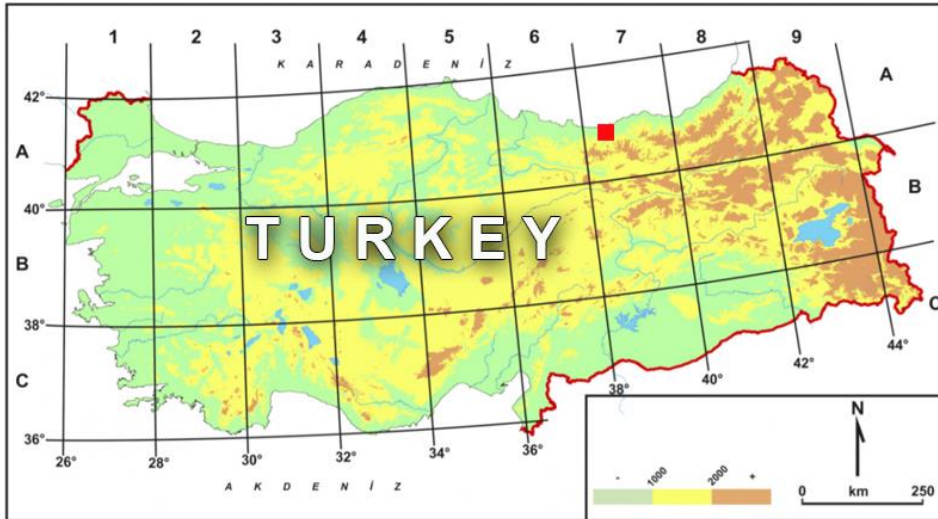 1 2 3 4 5 6 7 8 9
K A R A D E N İ Z
A
42°
A
B
40°
TURKEY
B
38°
C
C
44°
42°
40°
38°
36°
36°
26° 28° 30° 32° 34°
A K D E N İ Z
N
- 1000 2000 +
0 km 250